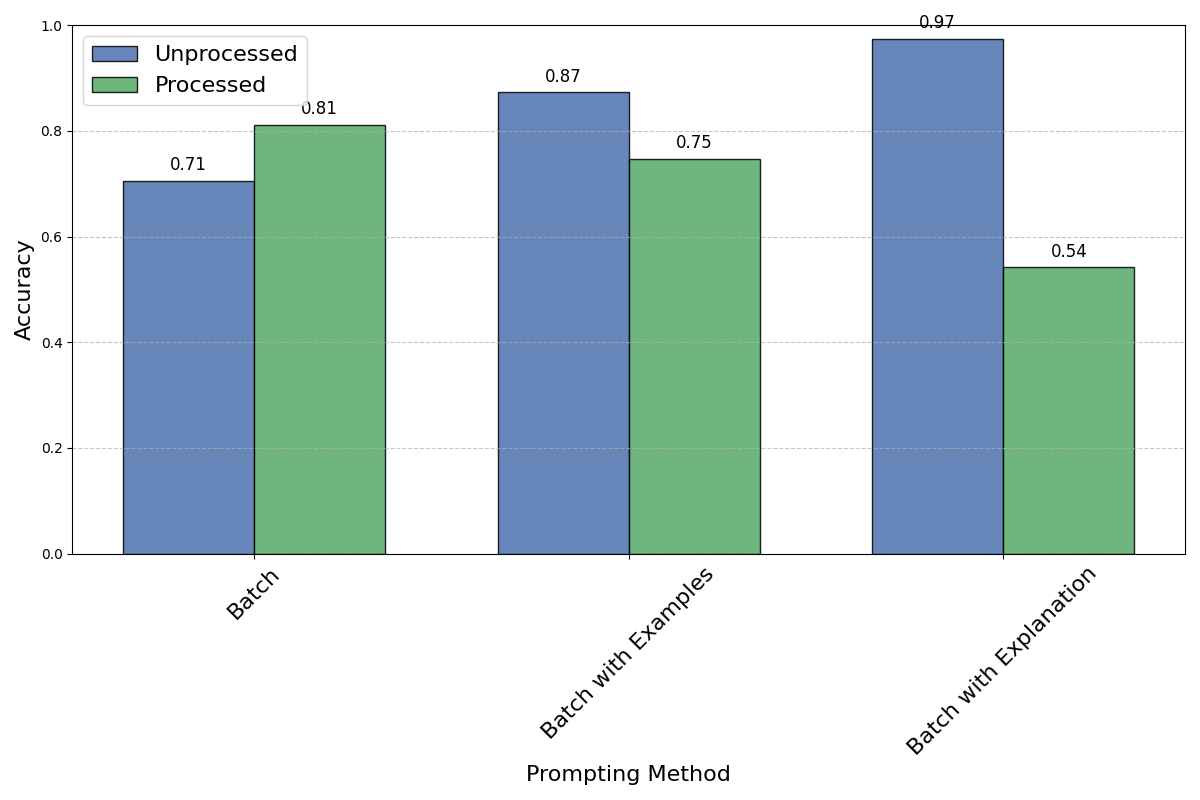 Unprocessed
Processed
1.0
0.8
0.6
0.4
0.2
0.0
Accuracy
0.71
0.81
0.87
0.75
0.97
0.54
Batch
Batch with Examples
Batch with Explanation
Prompting Method